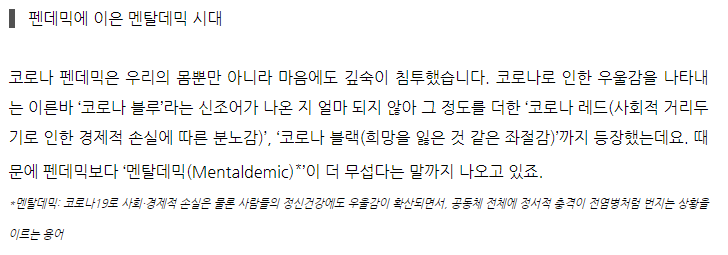 펜데믹에 이은 멘탈데믹 시대
코로나 펜데믹은 우리의 몸뿐만 아니라 마음에도 깊숙이 침투했습니다. 코로나로 인한 우울감을 나타내
는 이른바 ‘코로나 블루’라는 신조어가 나온 지 얼마 되지 않아 그 정도를 더한 ‘코로나 레드(사회적 거리두
기로 인한 경제적 손실에 따른 분노감)’, ‘코로나 블랙(희망을 잃은 것 같은 좌절감)’까지 등장했는데요. 때
문에 펜데믹보다 ‘멘탈데믹(Mentaldemic)*’이 더 무섭다는 말까지 나오고 있죠.
*멘탈데믹: 코로나19로 사회·경제적 손실은 물론 사람들의 정신건강에도 우울감이 확산되면서, 공동체 전체에 정서적 충격이 전염병처럼 번지는 상황을
이르는 용어